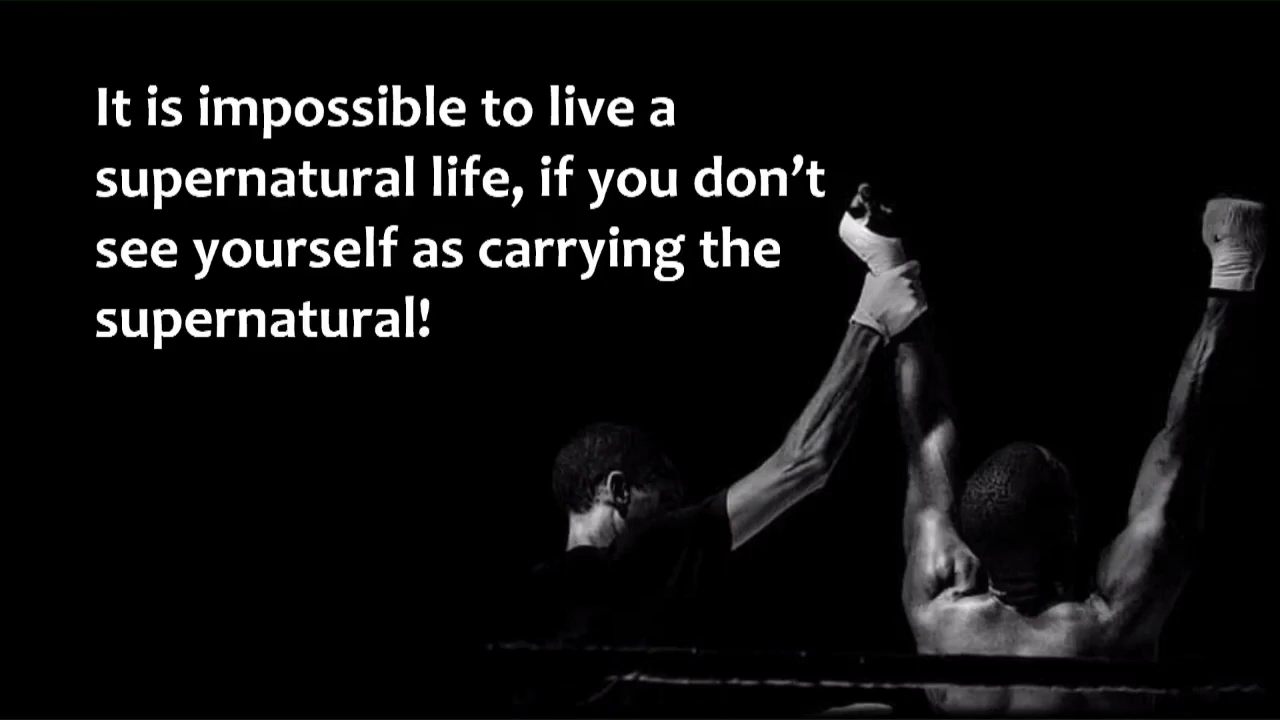 It is impossible to live a
supernatural life, if you don’t
see yourself as carrying the
supernatural!